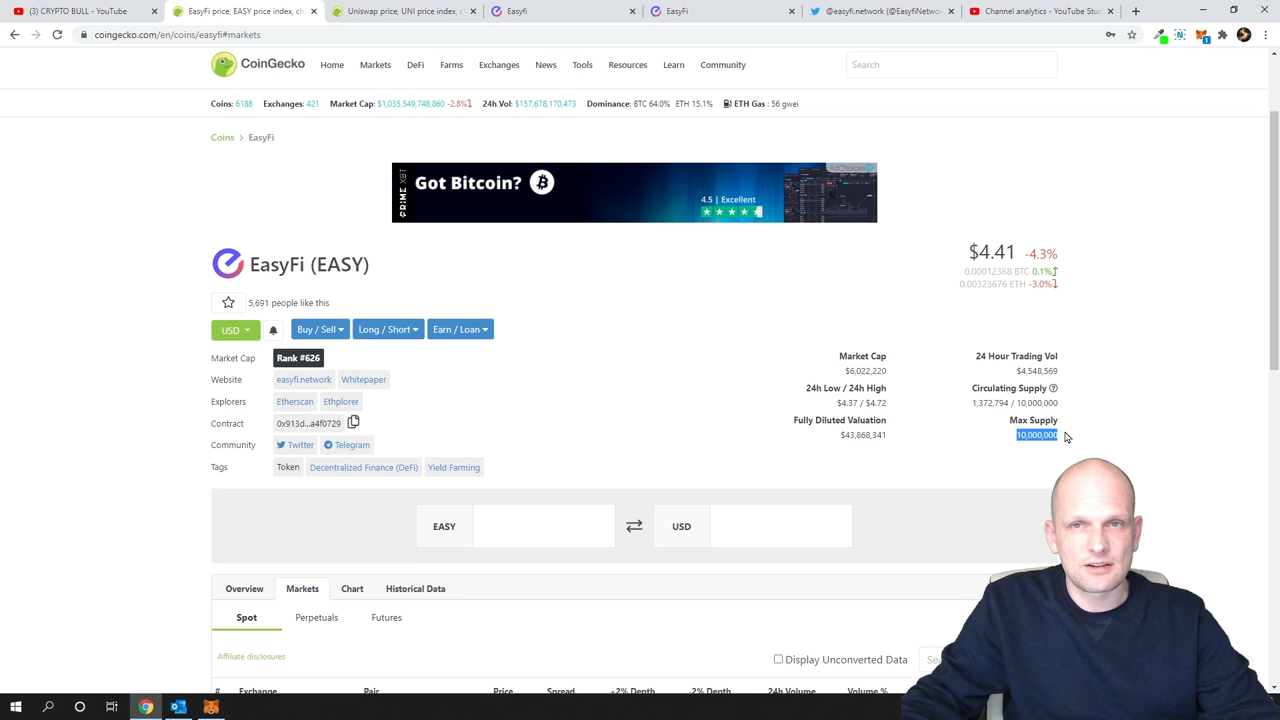 (3) CRYPTO BULL - YouTube
EasyFi price, EASY price index, ch
Uniswap price, UNI price index, c
EasyFi
EasyFi
@easyfi.network (@EasyFiNetwor
Channel analytics - YouTube Stud
coingecko.com/en/coins/easyfi#markets
1
CoinGecko
Home Markets DeFi Farms Exchanges News Tools Resources Learn Community
Search
Coins: 6188 Exchanges: 421 Market Cap: $1,035,549,748,860 -2.8% 24h Vol: $157,678,170,473 Dominance: BTC 64.0% ETH 15.1% ETH Gas : 56 gwei
Coins > EasyFi
AdChoices
PRIME XBT
Got Bitcoin?
4.5 | Excellent
EasyFi (EASY)
$4.41 -4.3%
0.00012368 BTC 0.1%
0.00323676 ETH -3.0%
5,691 people like this
USD Buy / Sell Long / Short Earn / Loan
Market Cap Rank #626
Website easyfi.network Whitepaper
Explorers Etherscan Ethplorer
Contract 0x913d...a4f0729
Community Twitter Telegram
Tags Token Decentralized Finance (DeFi) Yield Farming
Market Cap
$6,022,220
24 Hour Trading Vol
$4,548,569
24h Low / 24h High
$4.37 / $4.72
Circulating Supply
1,372,794 / 10,000,000
Fully Diluted Valuation
$43,868,341
Max Supply
10,000,000
EASY USD
Overview Markets Chart Historical Data
Spot Perpetuals Futures
Affiliate disclosures
Display Unconverted Data
# Exchange Pair Price Spread +2% Depth -2% Depth 24h Volume Volume %